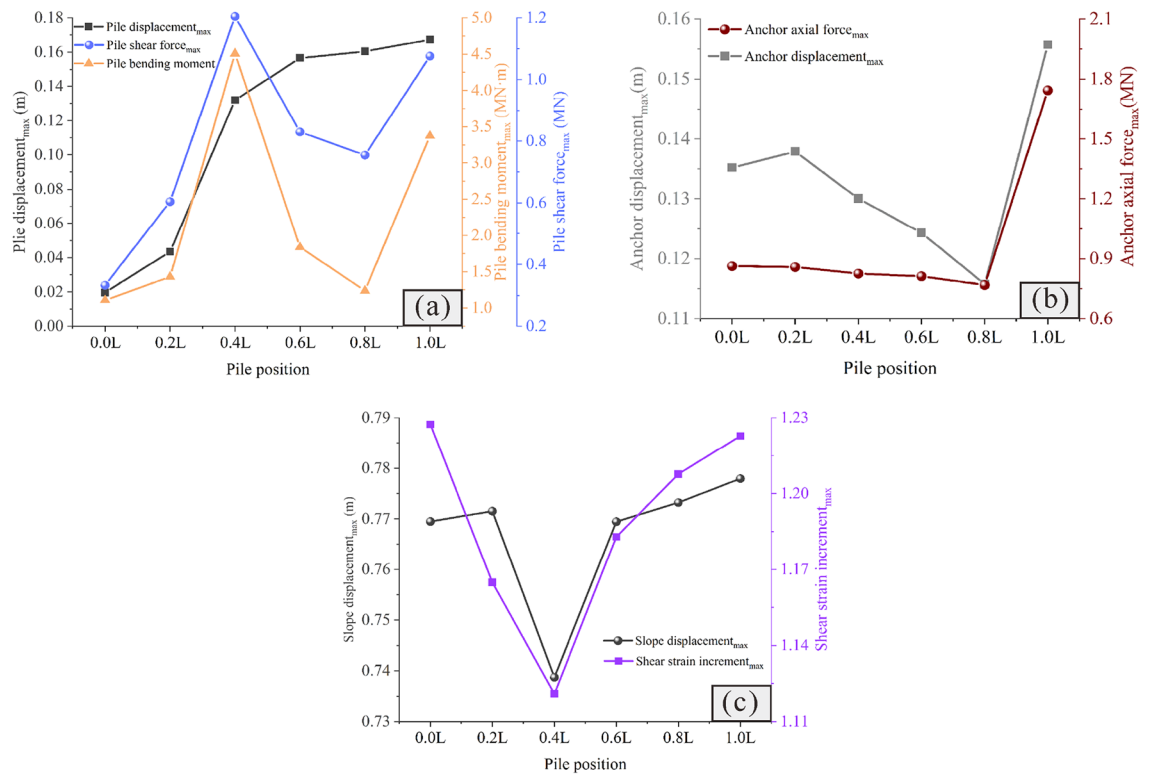 0.18
0.16
0.14
0.12
0.10
0.08
0.06
0.04
0.02
0.00
Plie displacementmax (m)
Pile displacementmax
Pile shear forcemax
Pile bending moment
(a)
0.0L 0.2L 0.4L 0.6L 0.8L 1.0L
Pile position
5.0
4.5
4.0
3.5
3.0
2.5
2.0
1.5
1.0
Pile bending momentmax (MN·m)
1.2
1.0
0.8
0.6
0.4
0.2
Pile shear forcemax (MN)
0.16
0.15
0.14
0.13
0.12
0.11
Anchor displacementmax(m)
Anchor axial forcemax
Anchor displacementmax
(b)
0.0L 0.2L 0.4L 0.6L 0.8L 1.0L
Pile position
2.1
1.8
1.5
1.2
0.9
0.6
Anchor axial forcemax(MN)
0.79
0.78
0.77
0.76
0.75
0.74
0.73
Slope displacementmax (m)
Slope displacementmax
Shear strain incrementmax
(c)
0.0L 0.2L 0.4L 0.6L 0.8L 1.0L
Pile position
1.23
1.20
1.17
1.14
1.11
Shear strain incrementmax